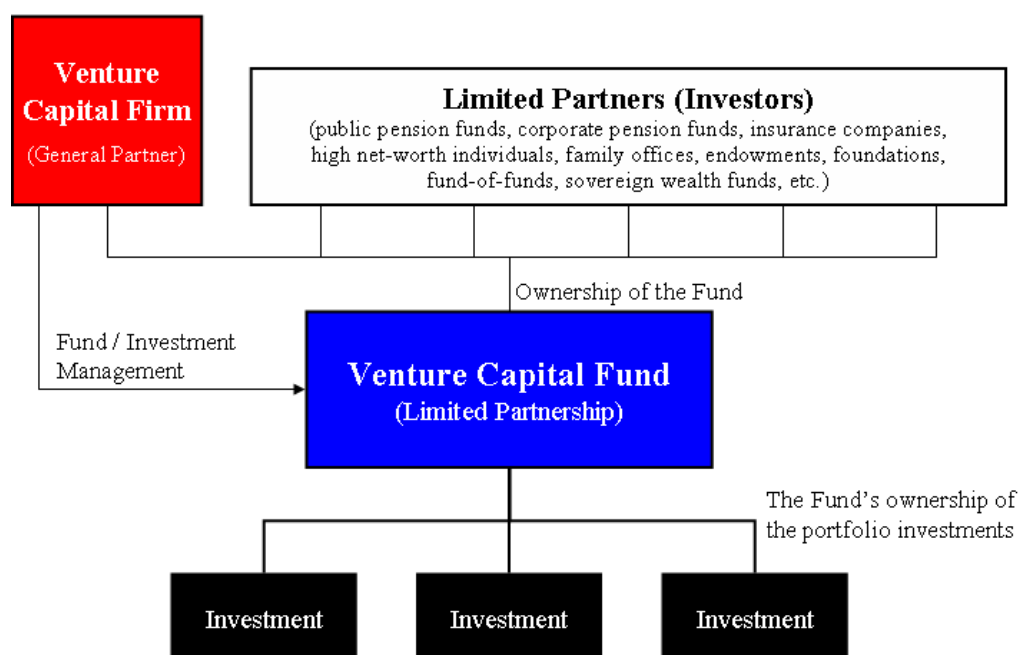 Venture
Capital Firm
(General Partner)
Limited Partners (Investors)
(public pension funds, corporate pension funds, insurance companies,
high net-worth individuals, family offices, endowments, foundations,
fund-of-funds, sovereign wealth funds, etc.)
Ownership of the Fund
Fund / Investment
Management
Venture Capital Fund
(Limited Partnership)
The Fund’s ownership of
the portfolio investments
Investment
Investment
Investment